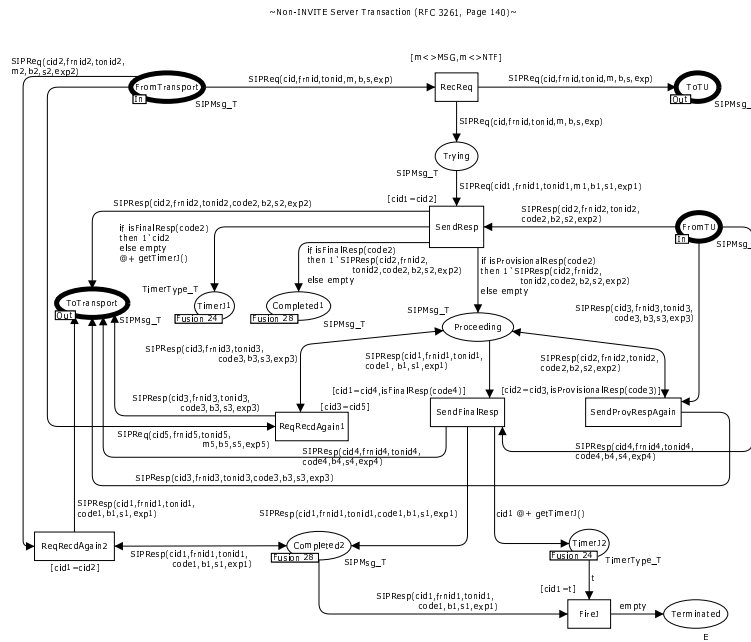 ~Non-INVITE Server Transaction (RFC 3261, Page 140)~
SIPReq(cid2,frnid2,tonid2,
m2,b2,s2,exp2)
[m<>MSG,m<>NTF]
FromTransport
In
SIPMsg_T
SIPReq(cid,frnid,tonid,m,b,s,exp)
RecReq
SIPReq(cid,frnid,tonid,m,b,s,exp)
ToTU
Out
SIPMsg_T
SIPReq(cid,frnid,tonid,m,b,s,exp)
Trying
SIPMsg_T
SIPReq(cid1,frnid1,tonid1,m1,b1,s1,exp1)
[cid1=cid2]
SIPResp(cid2,frnid2,tonid2,code2,b2,s2,exp2)
SendResp
SIPResp(cid2,frnid2,tonid2,
code2,b2,s2,exp2)
FromTU
In
SIPMsg_T
if isFinalResp(code2)
then 1`cid2
else empty
@+ getTimerJ()
if isFinalResp(code2)
then 1`SIPResp(cid2,frnid2,
tonid2,code2,b2,s2,exp2)
else empty
if isProvisionalResp(code2)
then 1`SIPResp(cid2,frnid2,
tonid2,code2,b2,s2,exp2)
else empty
ToTransport
Out
SIPMsg_T
TimerType_T
TimerJ1
Fusion 24
Completed1
Fusion 28
SIPMsg_T
SIPMsg_T
Proceeding
SIPResp(cid3,frnid3,tonid3,
code3,b3,s3,exp3)
SIPResp(cid3,frnid3,tonid3,
code3,b3,s3,exp3)
SIPResp(cid1,frnid1,tonid1,
code1, b1,s1,exp1)
SIPResp(cid2,frnid2,tonid2,
code2,b2,s2,exp2)
[cid1=cid4,isFinalResp(code4)]
[cid2=cid3,isProvisionalResp(code3)]
SIPResp(cid3,frnid3,tonid3,
code3,b3,s3,exp3)
[cid3=cid5]
ReqRecdAgain1
SendFinalResp
SendProvRespAgain
SIPReq(cid5,frnid5,tonid5,
m5,b5,s5,exp5)
SIPResp(cid4,frnid4,tonid4,
code4,b4,s4,exp4)
SIPResp(cid4,frnid4,tonid4,
code4,b4,s4,exp4)
SIPResp(cid3,frnid3,tonid3,code3,b3,s3,exp3)
SIPResp(cid1,frnid1,tonid1,
code1,b1,s1,exp1)
SIPResp(cid1,frnid1,tonid1,code1,b1,s1,exp1)
cid1 @+ getTimerJ()
ReqRecdAgain2
[cid1=cid2]
SIPResp(cid1,frnid1,tonid1,
code1,b1,s1,exp1)
Completed2
Fusion 28
SIPMsg_T
TimerJ2
Fusion 24
TimerType_T
t
[cid1=t]
SIPResp(cid1,frnid1,tonid1,
code1,b1,s1,exp1)
FireJ
empty
Terminated
E